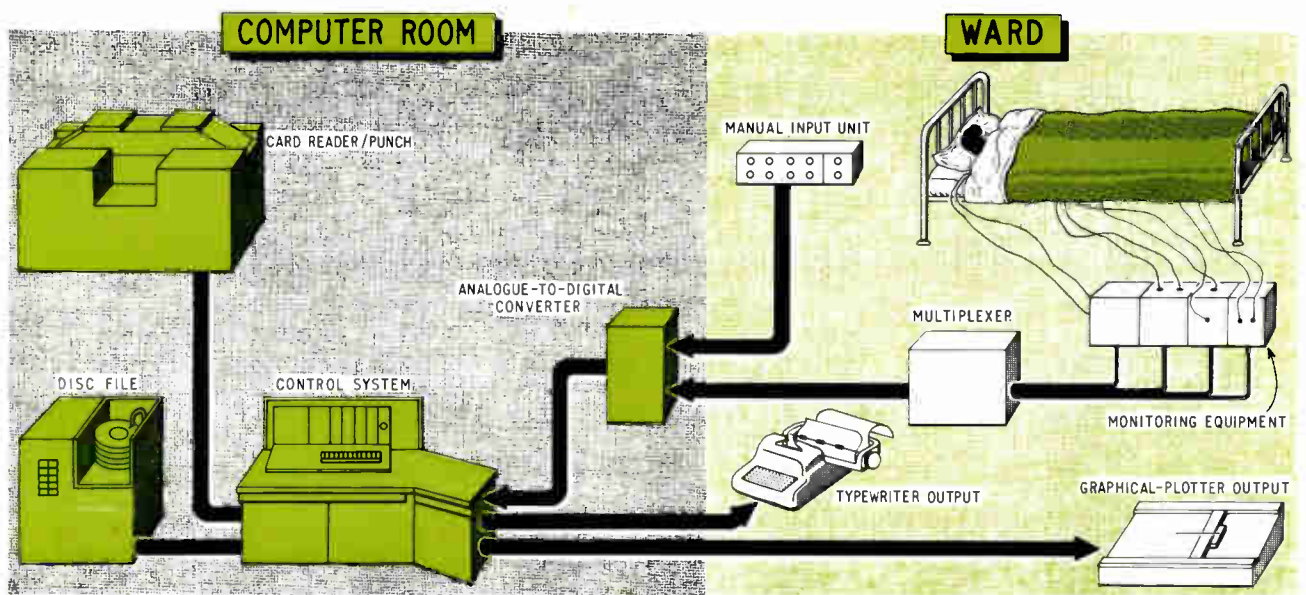 COMPUTER ROOM
WARD
CARD READER/PUNCH
MANUAL INPUT UNIT
ANALOGUE-TO-DIGITAL
CONVERTER
MULTIPLEXER
DISC FILE
CONTROL SYSTEM
MONITORING EQUIPMENT
TYPEWRITER OUTPUT
GRAPHICAL-PLOTTER OUTPUT